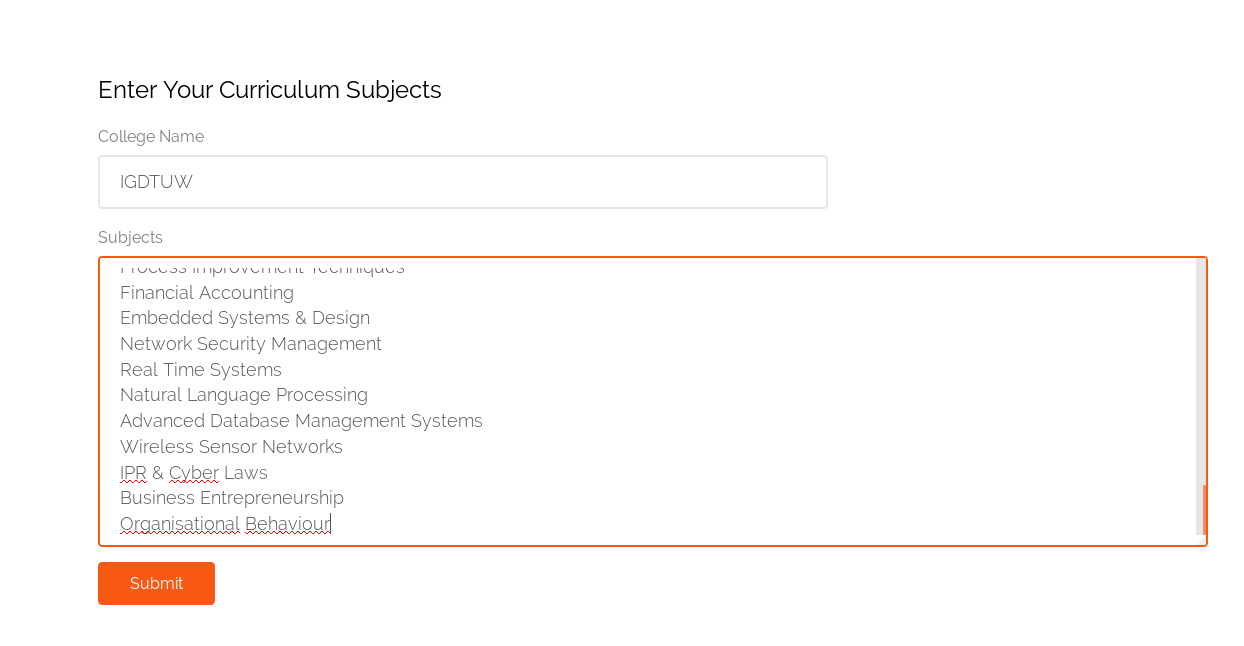 Enter Your Curriculum Subjects
College Name
IGDTUW
Subjects
Process Improvement Techniques
Financial Accounting
Embedded Systems & Design
Network Security Management
Real Time Systems
Natural Language Processing
Advanced Database Management Systems
Wireless Sensor Networks
IPR & Cyber Laws
Business Entrepreneurship
Organisational Behaviour
Submit